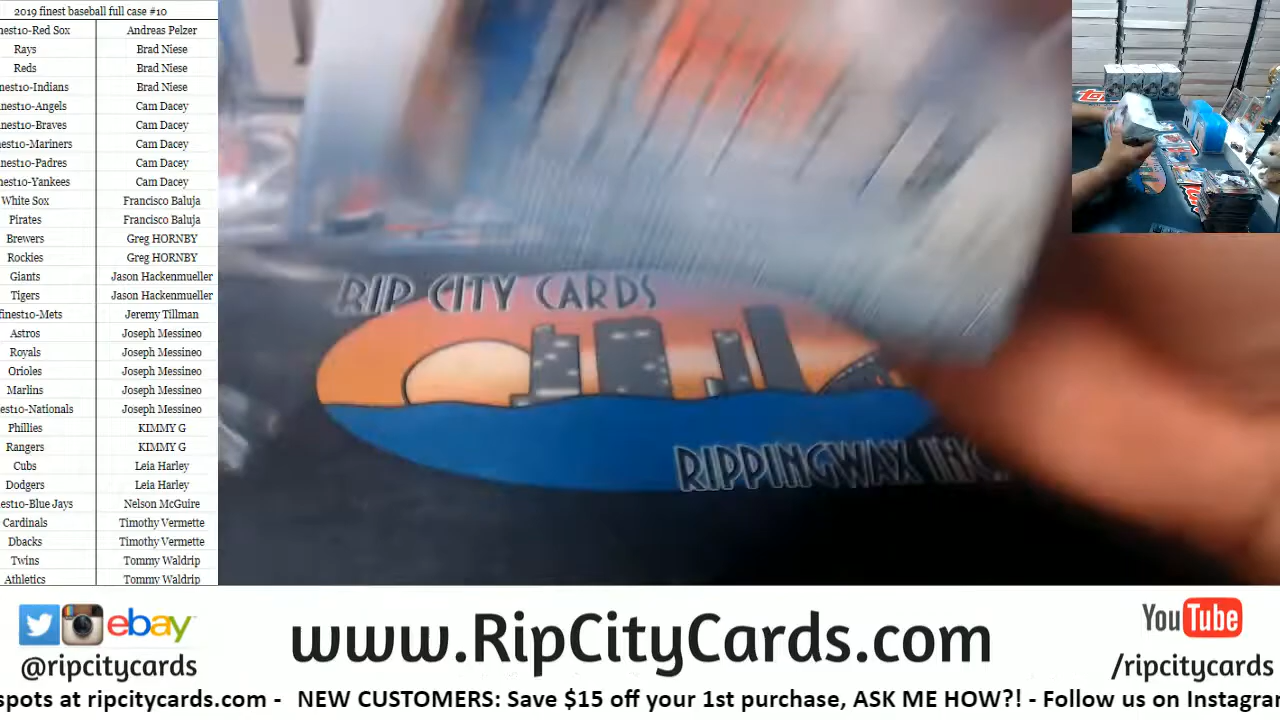 2019 finest baseball full case #10
nest10-Red Sox Andreas Pelzer
Rays Brad Niese
Reds Brad Niese
nest10-Indians Brad Niese
nest10-Angels Cam Dacey
nest10-Braves Cam Dacey
nest10-Mariners Cam Dacey
nest10-Padres Cam Dacey
nest10-Yankees Cam Dacey
White Sox Francisco Baluja
Pirates Francisco Baluja
Brewers Greg HORNBY
Rockies Greg HORNBY
Giants Jason Hackenmueller
Tigers Jason Hackenmueller
finest10-Mets Jeremy Tillman
Astros Joseph Messineo
Royals Joseph Messineo
Orioles Joseph Messineo
Marlins Joseph Messineo
est10-Nationals Joseph Messineo
Phillies KIMMY G
Rangers KIMMY G
Cubs Leia Harley
Dodgers Leia Harley
est10-Blue Jays Nelson McGuire
Cardinals Timothy Vermette
Dbacks Timothy Vermette
Twins Tommy Waldrip
Athletics Tommy Waldrip
RIP CITY CARDS
RIPPINGWAX INC.
ebay
@ripcitycards
www.RipCityCards.com
YouTube
/ripcitycards
spots at ripcitycards.com - NEW CUSTOMERS: Save $15 off your 1st purchase, ASK ME HOW?! - Follow us on Instagram